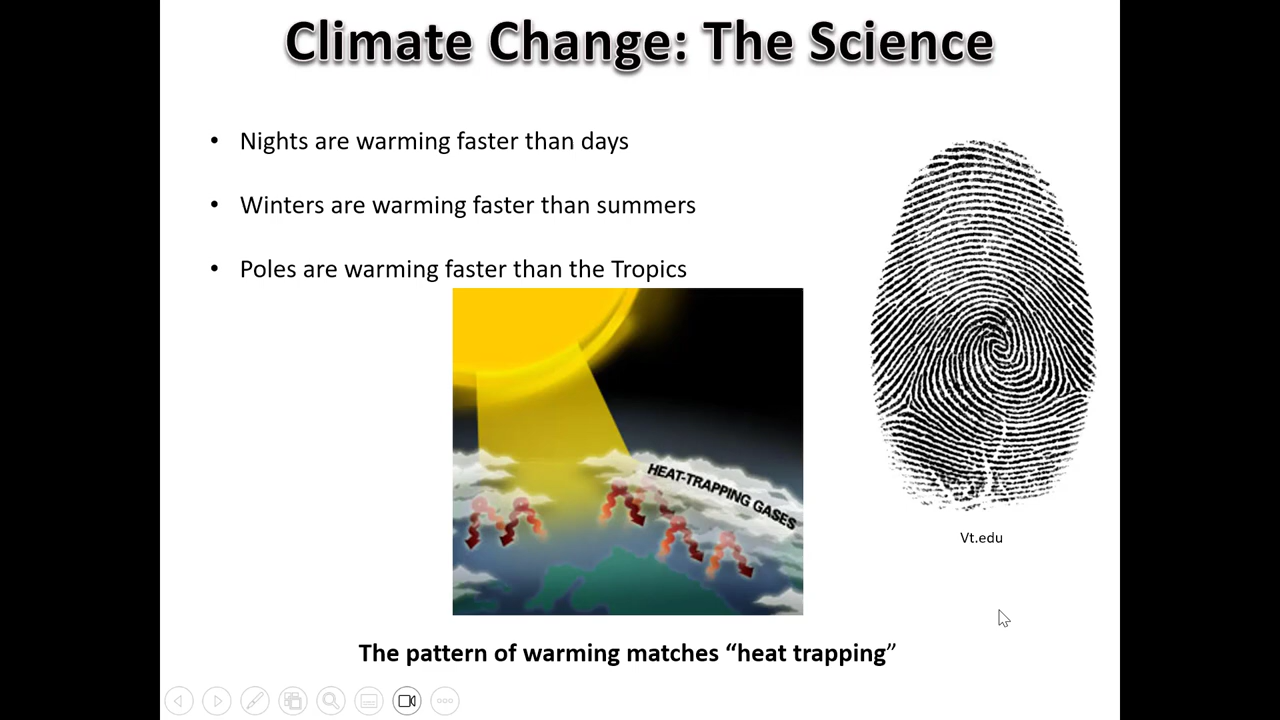 Climate Change: The Science
• Nights are warming faster than days
• Winters are warming faster than summers
• Poles are warming faster than the Tropics
HEAT-TRAPPING GASES
Vt.edu
The pattern of warming matches “heat trapping”